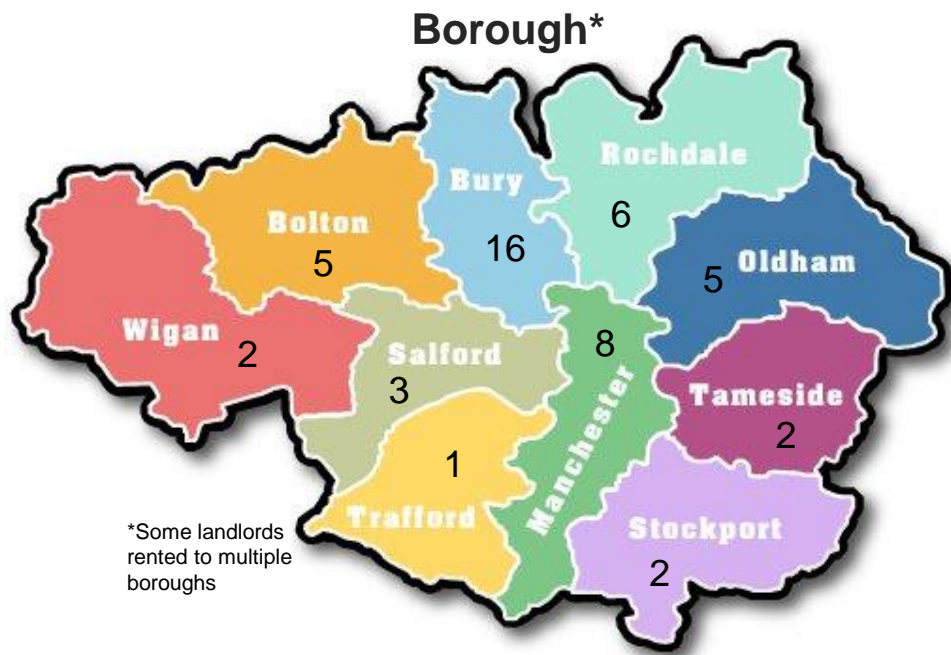 Borough*
Rochdale
Bury
6
Bolton
16
5
Oldham
5
Wigan
2
8
Salford
3
Tameside
2
Manchester
1
Trafford
Stockport
2
*Some landlords
rented to multiple
boroughs